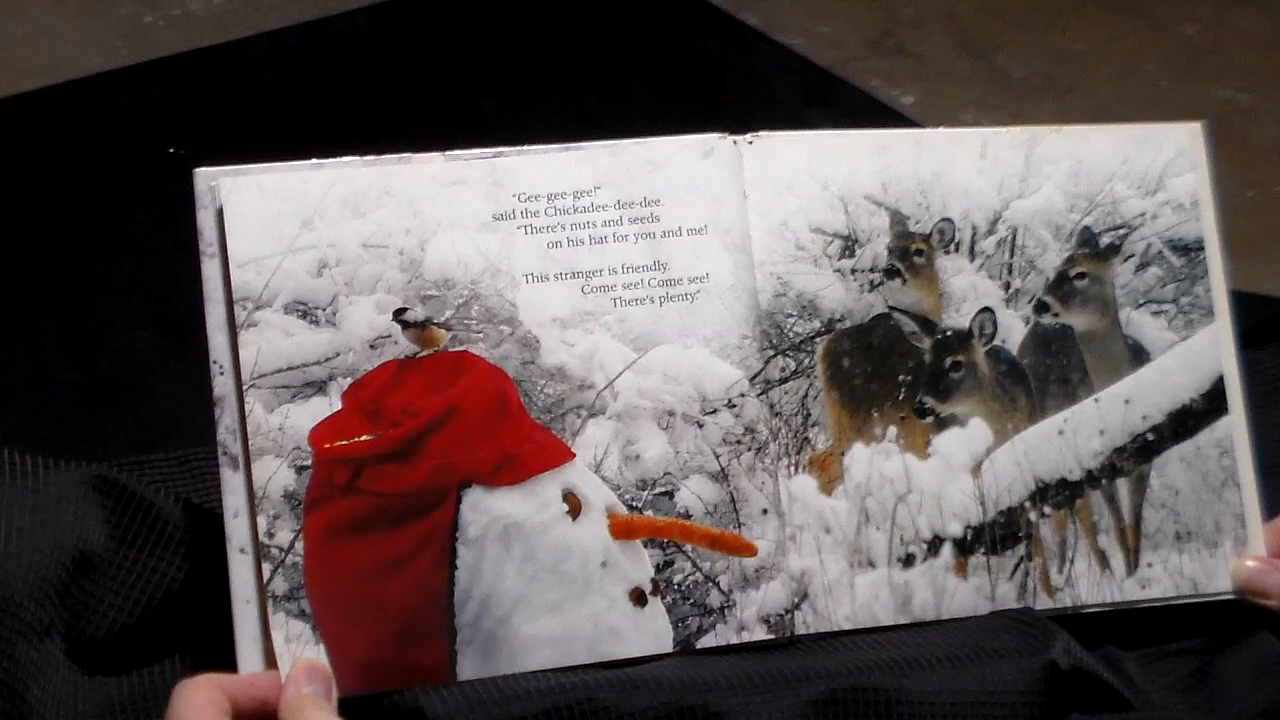 "Gee-gee-gee!"
said the Chickadee-dee-dee.
"There's nuts and seeds
on his hat for you and me!
This stranger is friendly.
Come see! Come see!
There's plenty."